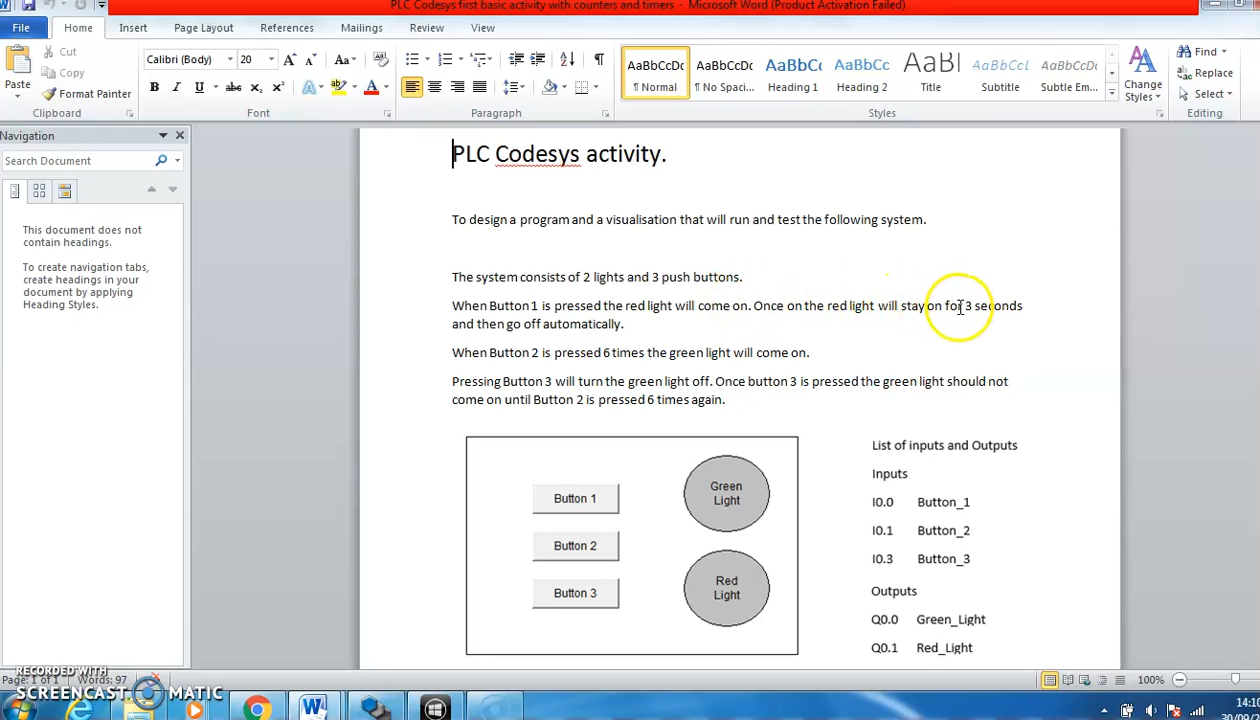 PLC Codesys first basic activity with counters and timers - Microsoft Word (Product Activation Failed)
File Home Insert Page Layout References Mailings Review View
Paste Cut Copy Format Painter
Calibri (Body) 20
Aa
B I U abc x₂ x² A A
AaBbCcDc AaBbCcDc AaBbC AaBbCc AaBl AaBbCcL AaBbCcDc
¶ Normal ¶ No Spaci... Heading 1 Heading 2 Title Subtitle Subtle Em...
Change Styles
Find Replace Select
Clipboard Font Paragraph Styles Editing
Navigation
Search Document
This document does not
contain headings.
To create navigation tabs,
create headings in your
document by applying
Heading Styles.
PLC Codesys activity.
To design a program and a visualisation that will run and test the following system.
The system consists of 2 lights and 3 push buttons.
When Button 1 is pressed the red light will come on. Once on the red light will stay on for 3 seconds
and then go off automatically.
When Button 2 is pressed 6 times the green light will come on.
Pressing Button 3 will turn the green light off. Once button 3 is pressed the green light should not
come on until Button 2 is pressed 6 times again.
Button 1
Button 2
Button 3
Green
Light
Red
Light
List of inputs and Outputs
Inputs
I0.0 Button_1
I0.1 Button_2
I0.3 Button_3
Outputs
Q0.0 Green_Light
Q0.1 Red_Light
RECORDED WITH
SCREENCAST MATIC
Page: 1 of 1 Words: 97
100%